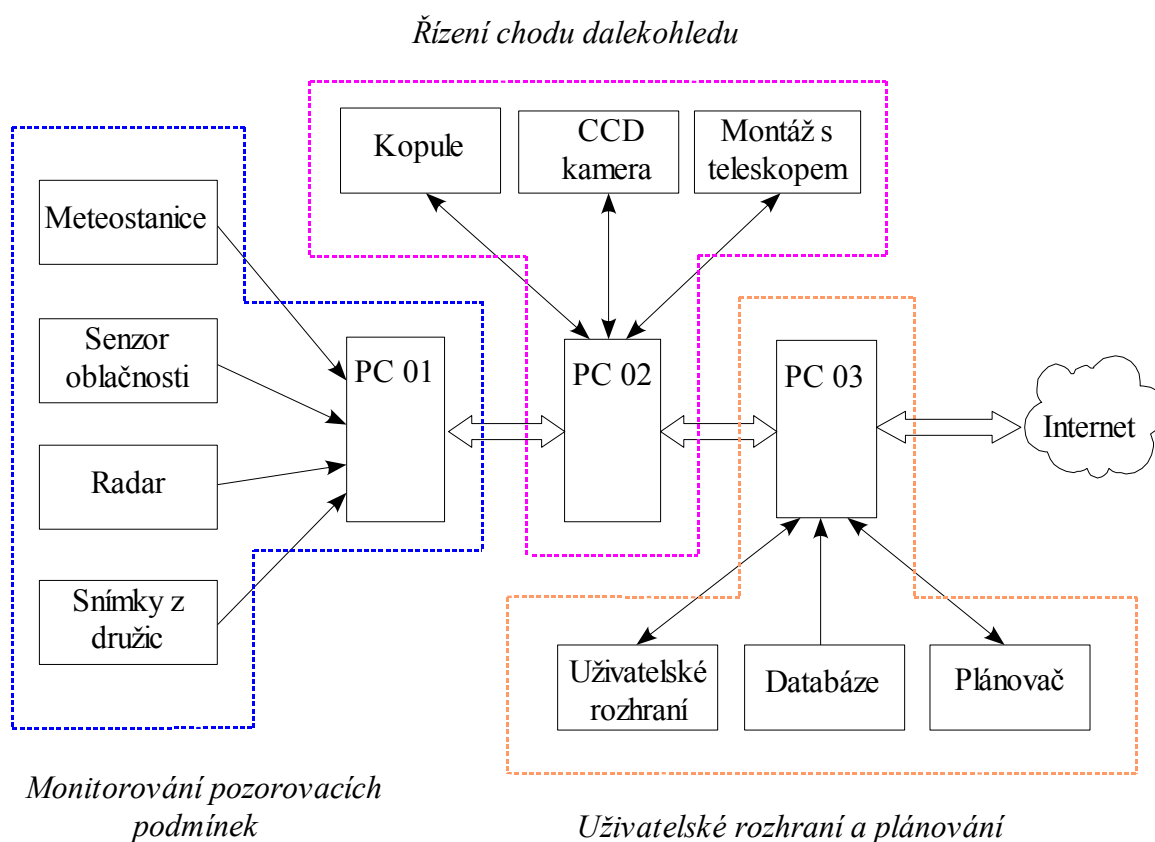 Řízení chodu dalekohledu
Kopule
CCD
kamera
Montáž s
teleskopem
Meteostanice
Senzor
oblačnosti
Radar
Snímky z
družic
PC 01
PC 02
PC 03
Internet
Uživatelské
rozhraní
Databáze
Plánovač
Monitorování pozorovacích
podmínek
Uživatelské rozhraní a plánování